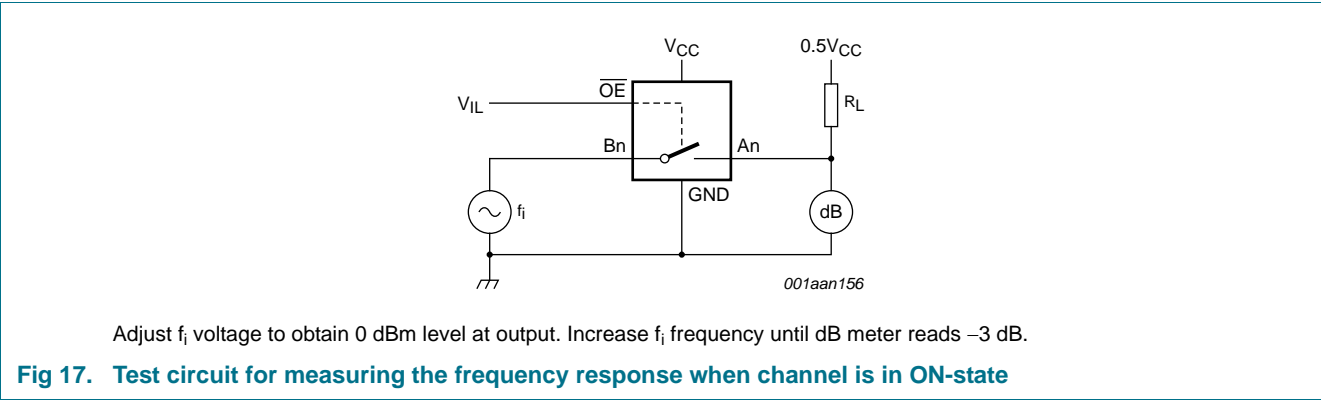 VCC
0.5VCC
OE
VIL
RL
Bn
An
GND
fi
dB
001aan156
Adjust fi voltage to obtain 0 dBm level at output. Increase fi frequency until dB meter reads −3 dB.
Fig 17. Test circuit for measuring the frequency response when channel is in ON-state